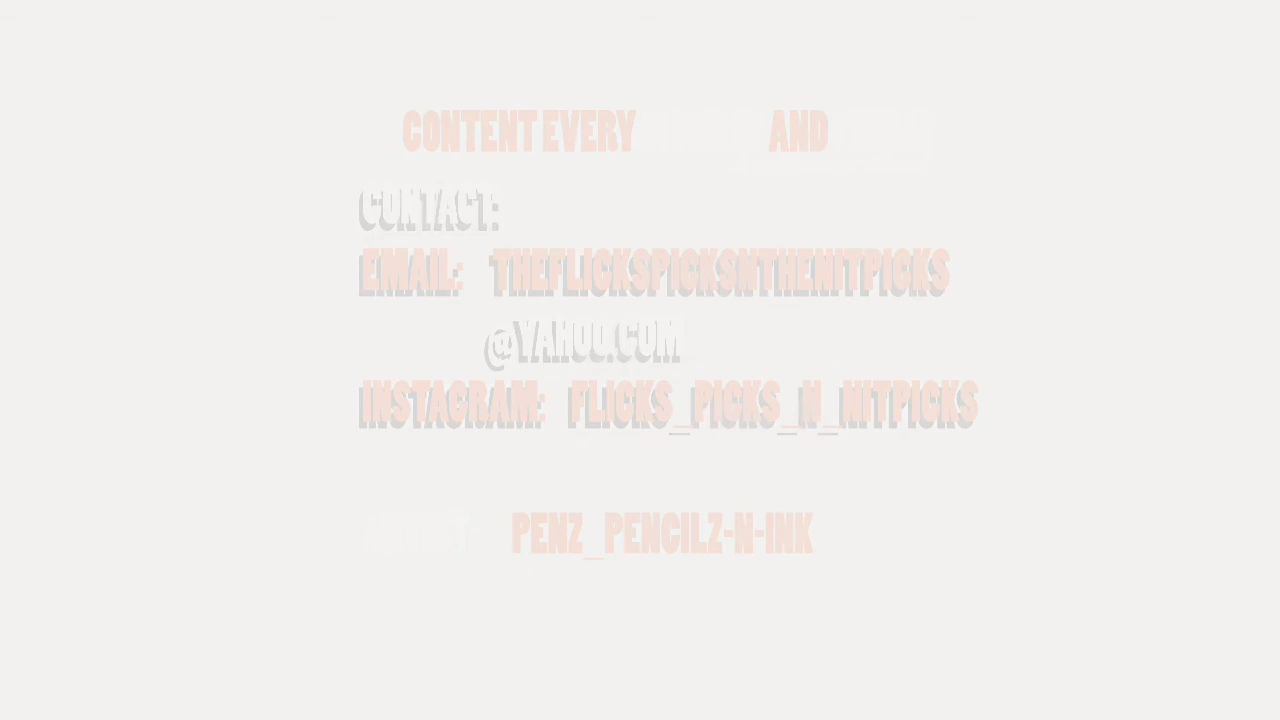 CONTENT EVERY AND
CONTACT:
EMAIL: THEFLICKSPICKSNTHENITPICKS
@YAHOO.COM
INSTAGRAM: FLICKS_PICKS_N_NITPICKS
PENZ_PENCILZ-N-INK